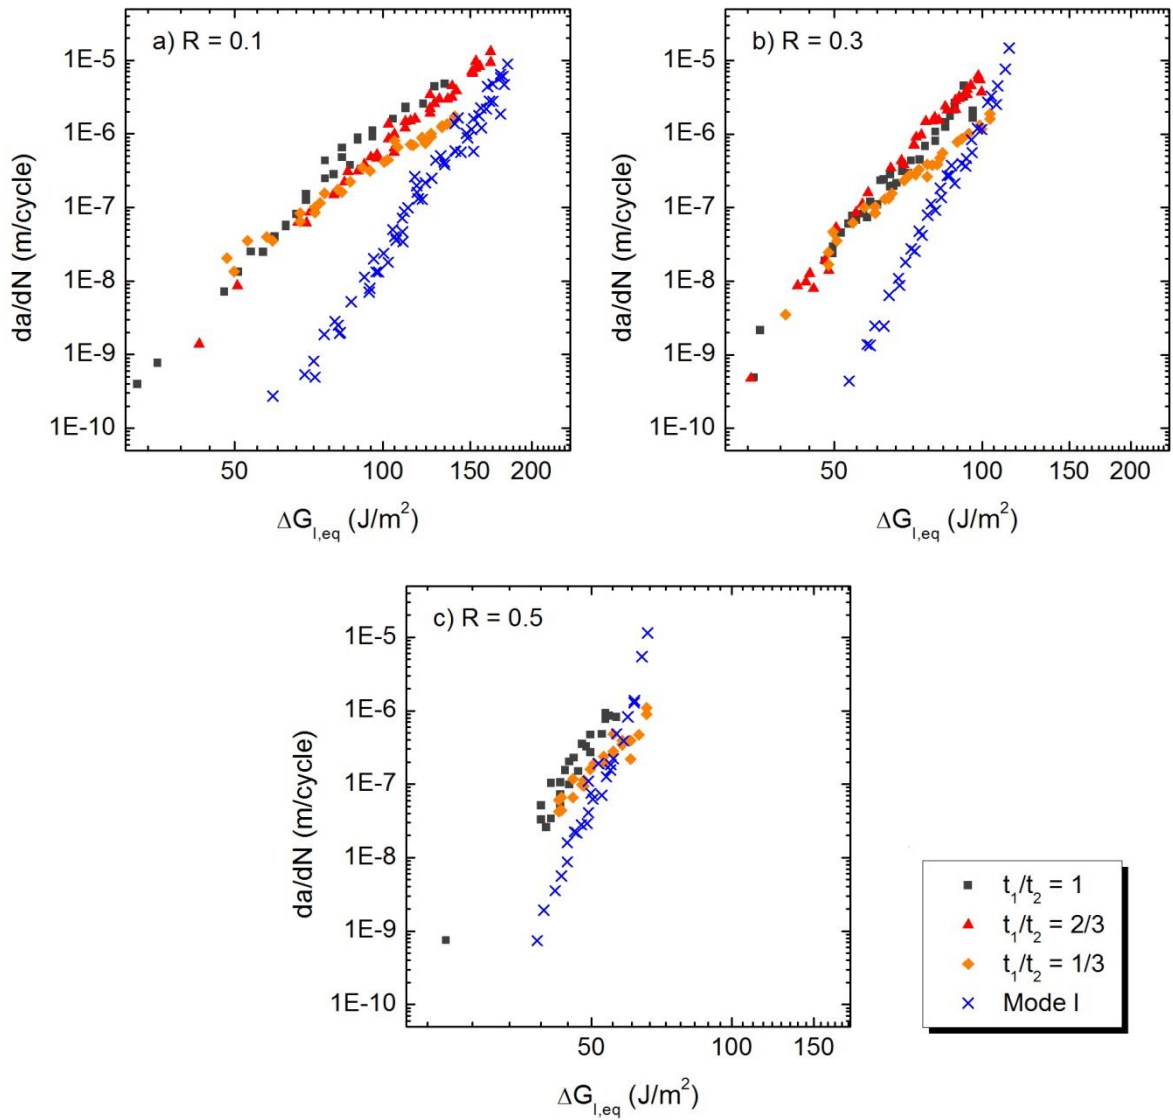 a) R = 0.1
1E-5
1E-6
1E-7
1E-8
1E-9
1E-10
da/dN (m/cycle)
50 100 150 200
ΔG_I,eq (J/m²)
b) R = 0.3
1E-5
1E-6
1E-7
1E-8
1E-9
1E-10
da/dN (m/cycle)
50 100 200
ΔG_I,eq (J/m²)
c) R = 0.5
1E-5
1E-6
1E-7
1E-8
1E-9
1E-10
da/dN (m/cycle)
50 100 150
ΔG_I,eq (J/m²)
t₁/t₂ = 1
t₁/t₂ = 2/3
t₁/t₂ = 1/3
Mode I